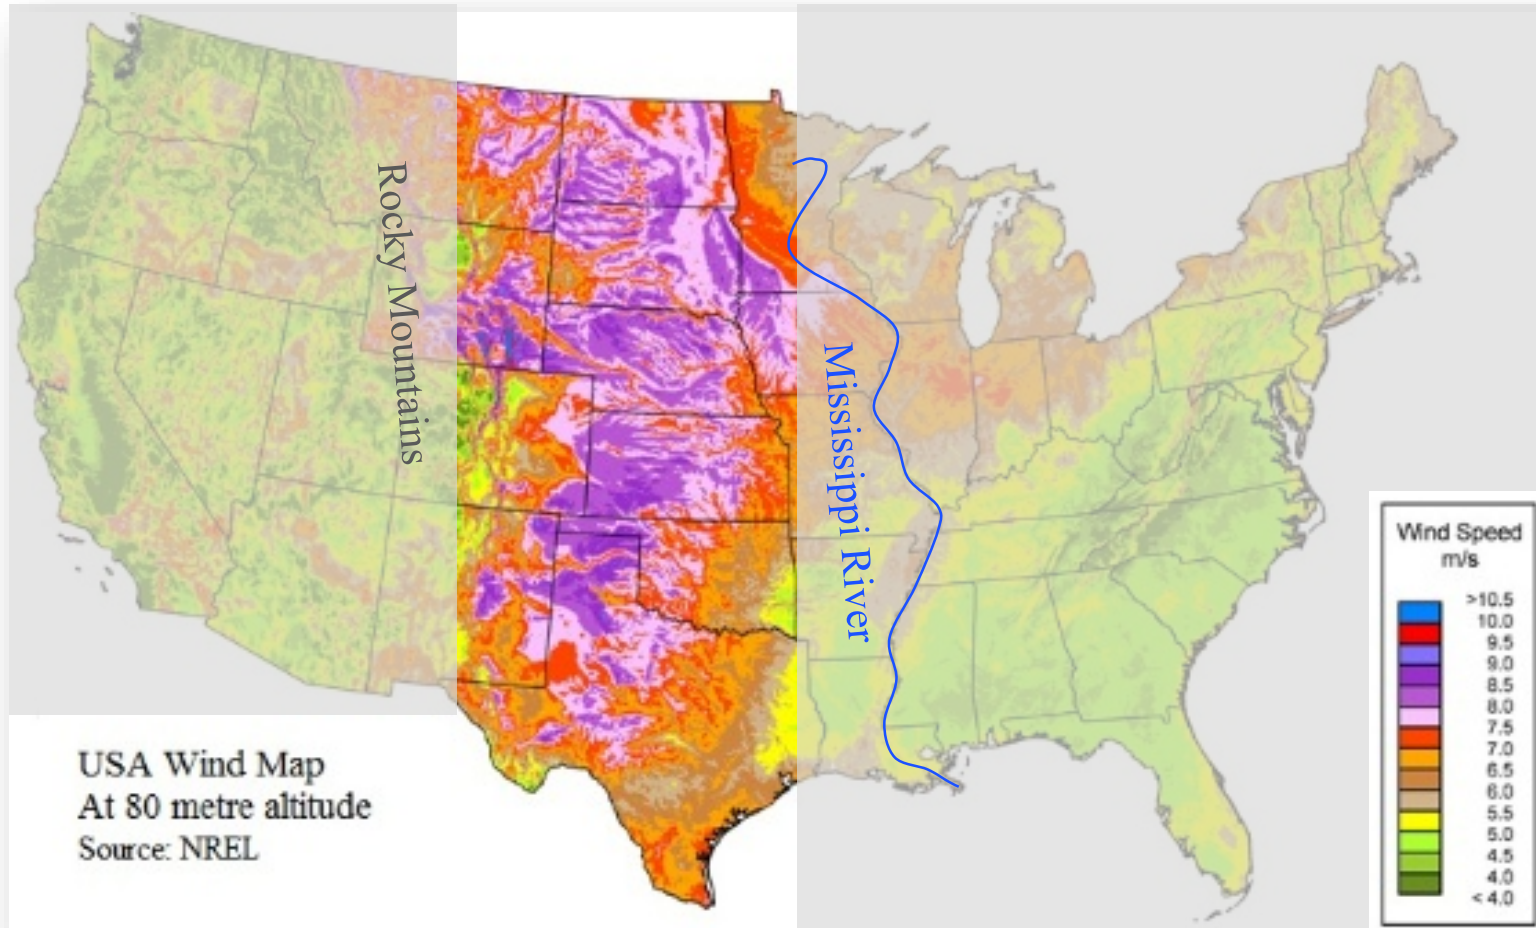 Rocky Mountains
Mississippi River
USA Wind Map
At 80 metre altitude
Source: NREL
Wind Speed
m/s
>10.5
10.0
9.5
9.0
8.5
8.0
7.5
7.0
6.5
6.0
5.5
5.0
4.5
4.0
< 4.0